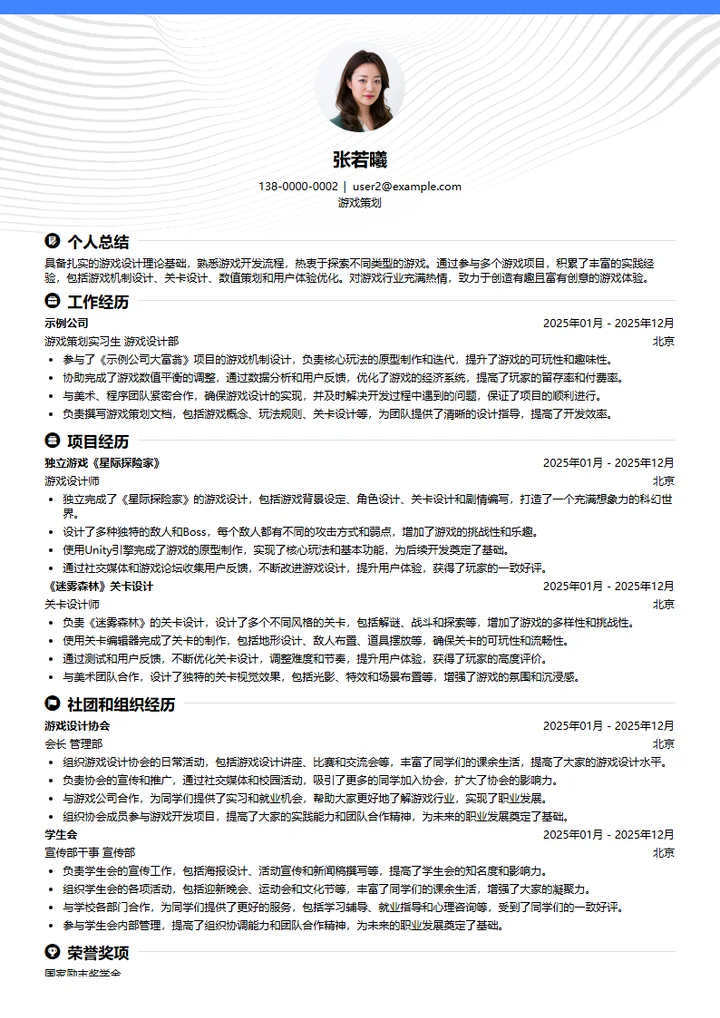 张若曦
138-0000-0002 | user2@example.com
游戏策划
个人总结
具备扎实的游戏设计理论基础，熟悉游戏开发流程，热衷于探索不同类型的游戏。通过参与多个游戏项目，积累了丰富的实践经
验，包括游戏机制设计、关卡设计、数值策划和用户体验优化。对游戏行业充满热情，致力于创造有趣且富有创意的游戏体验。
工作经历
示例公司 2025年01月 - 2025年12月
游戏策划实习生 游戏设计部 北京
• 参与了《示例公司大富翁》项目的游戏机制设计，负责核心玩法的原型制作和迭代，提升了游戏的可玩性和趣味性。
• 协助完成了游戏数值平衡的调整，通过数据分析和用户反馈，优化了游戏的经济系统，提高了玩家的留存率和付费率。
• 与美术、程序团队紧密合作，确保游戏设计的实现，并及时解决开发过程中遇到的问题，保证了项目的顺利进行。
• 负责撰写游戏策划文档，包括游戏概念、玩法规则、关卡设计等，为团队提供了清晰的设计指导，提高了开发效率。
项目经历
独立游戏《星际探险家》 2025年01月 - 2025年12月
游戏设计师 北京
• 独立完成了《星际探险家》的游戏设计，包括游戏背景设定、角色设计、关卡设计和剧情编写，打造了一个充满想象力的科幻世
界。
• 设计了多种独特的敌人和Boss，每个敌人都有不同的攻击方式和弱点，增加了游戏的挑战性和乐趣。
• 使用Unity引擎完成了游戏的原型制作，实现了核心玩法和基本功能，为后续开发奠定了基础。
• 通过社交媒体和游戏论坛收集用户反馈，不断改进游戏设计，提升用户体验，获得了玩家的一致好评。
《迷雾森林》关卡设计 2025年01月 - 2025年12月
关卡设计师 北京
• 负责《迷雾森林》的关卡设计，设计了多个不同风格的关卡，包括解谜、战斗和探索等，增加了游戏的多样性和挑战性。
• 使用关卡编辑器完成了关卡的制作，包括地形设计、敌人布置、道具摆放等，确保关卡的可玩性和流畅性。
• 通过测试和用户反馈，不断优化关卡设计，调整难度和节奏，提升用户体验，获得了玩家的高度评价。
• 与美术团队合作，设计了独特的关卡视觉效果，包括光影、特效和场景布置等，增强了游戏的氛围和沉浸感。
社团和组织经历
游戏设计协会 2025年01月 - 2025年12月
会长 管理部 北京
• 组织游戏设计协会的日常活动，包括游戏设计讲座、比赛和交流会等，丰富了同学们的课余生活，提高了大家的游戏设计水平。
• 负责协会的宣传和推广，通过社交媒体和校园活动，吸引了更多的同学加入协会，扩大了协会的影响力。
• 与游戏公司合作，为同学们提供了实习和就业机会，帮助大家更好地了解游戏行业，实现了职业发展。
• 组织协会成员参与游戏开发项目，提高了大家的实践能力和团队合作精神，为未来的职业发展奠定了基础。
学生会 2025年01月 - 2025年12月
宣传部干事 宣传部 北京
• 负责学生会的宣传工作，包括海报设计、活动宣传和新闻稿撰写等，提高了学生会的知名度和影响力。
• 组织学生会的各项活动，包括迎新晚会、运动会和文化节等，丰富了同学们的课余生活，增强了大家的凝聚力。
• 与学校各部门合作，为同学们提供了更好的服务，包括学习辅导、就业指导和心理咨询等，受到了同学们的一致好评。
• 参与学生会内部管理，提高了组织协调能力和团队合作精神，为未来的职业发展奠定了基础。
荣誉奖项
国家励志奖学金